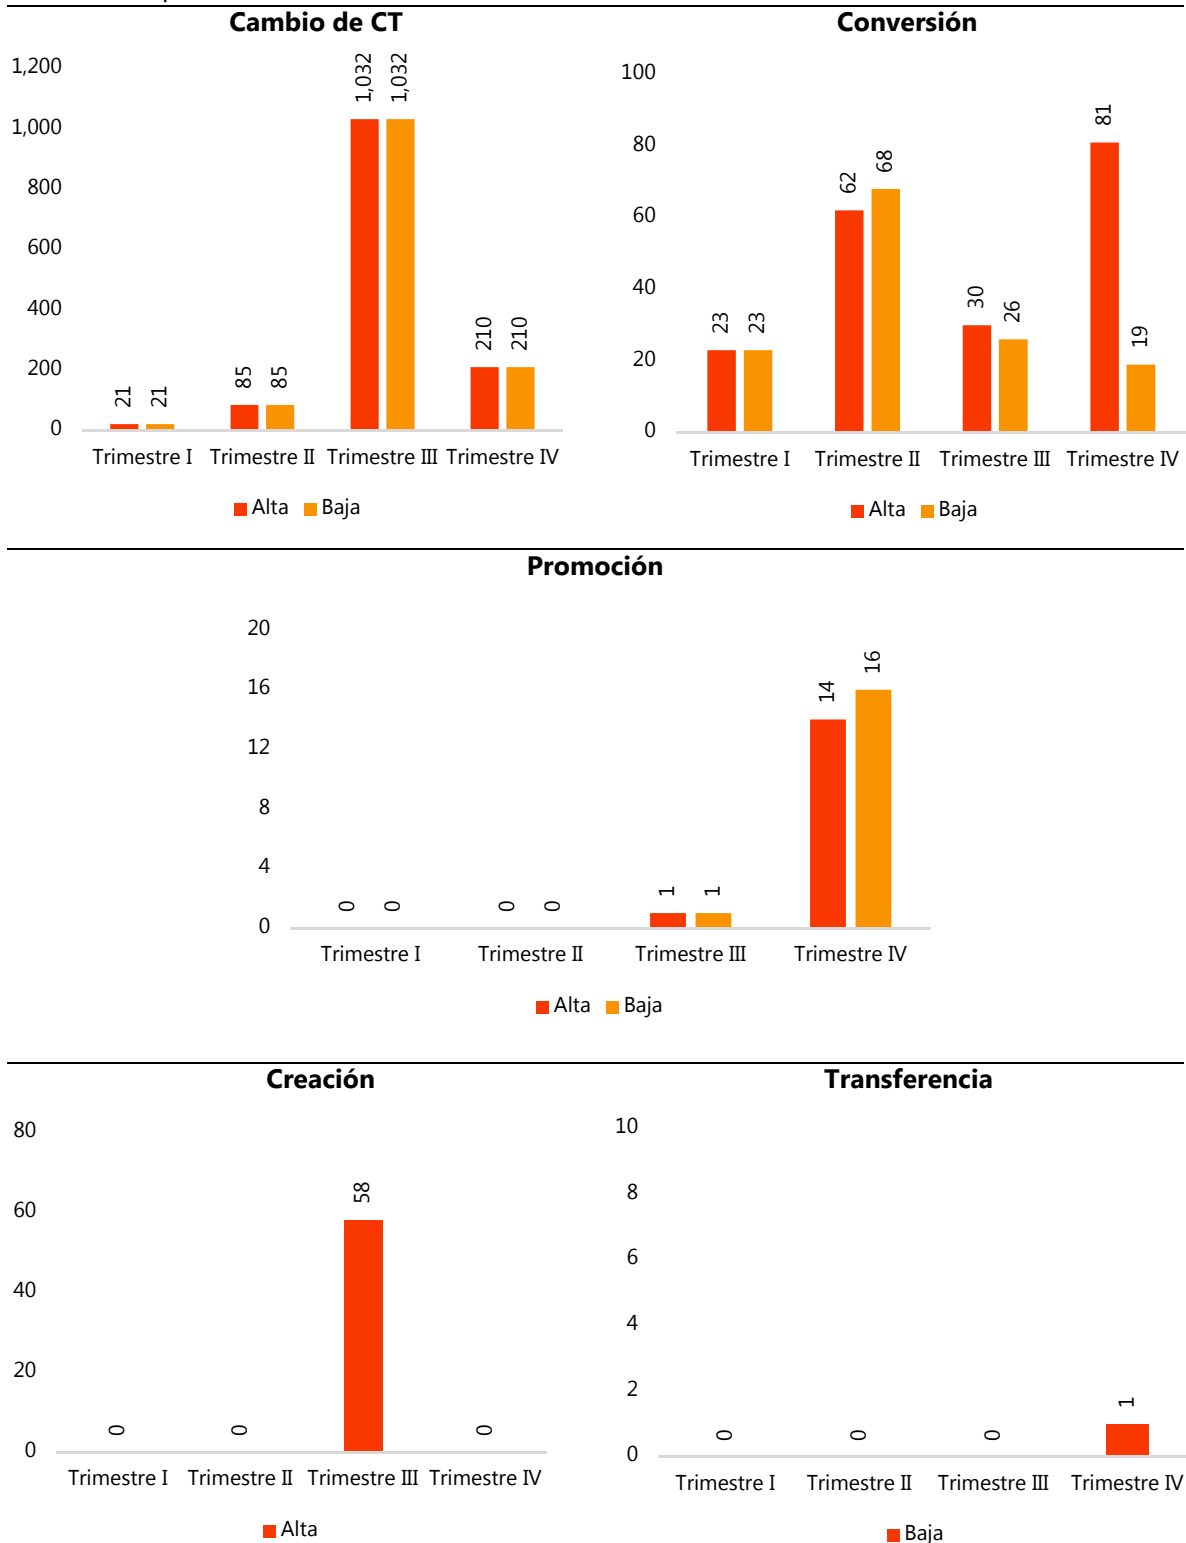 Cambio de CT
1,200
1,000
800
600
400
200
0
21 21 85 85 1,032 1,032 210 210
Trimestre I Trimestre II Trimestre III Trimestre IV
Alta Baja
Conversión
100
80
60
40
20
0
23 23 62 68 30 26 81 19
Trimestre I Trimestre II Trimestre III Trimestre IV
Alta Baja
Promoción
20
16
12
8
4
0
0 0 0 0 1 1 14 16
Trimestre I Trimestre II Trimestre III Trimestre IV
Alta Baja
Creación
80
60
40
20
0
0 0 58 0
Trimestre I Trimestre II Trimestre III Trimestre IV
Alta
Transferencia
10
8
6
4
2
0
0 0 0 1
Trimestre I Trimestre II Trimestre III Trimestre IV
Baja